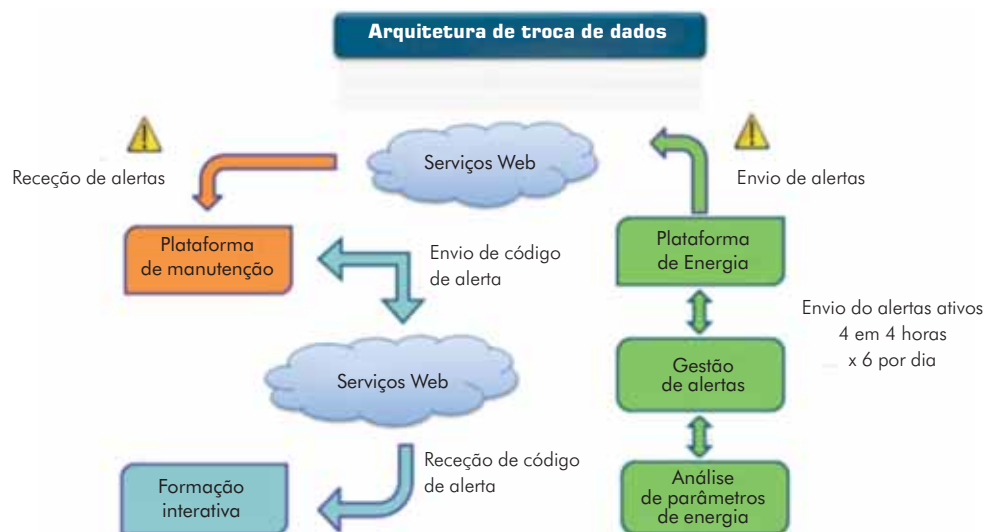 Arquitetura de troca de dados
Serviços Web
Receção de alertas
Envio de alertas
Plataforma
de manutenção
Envio de código
de alerta
Plataforma
de Energia
Envio do alertas ativos
4 em 4 horas
x 6 por dia
Serviços Web
Gestão
de alertas
Formação
interativa
Receção de código
de alerta
Análise
de parâmetros
de energia